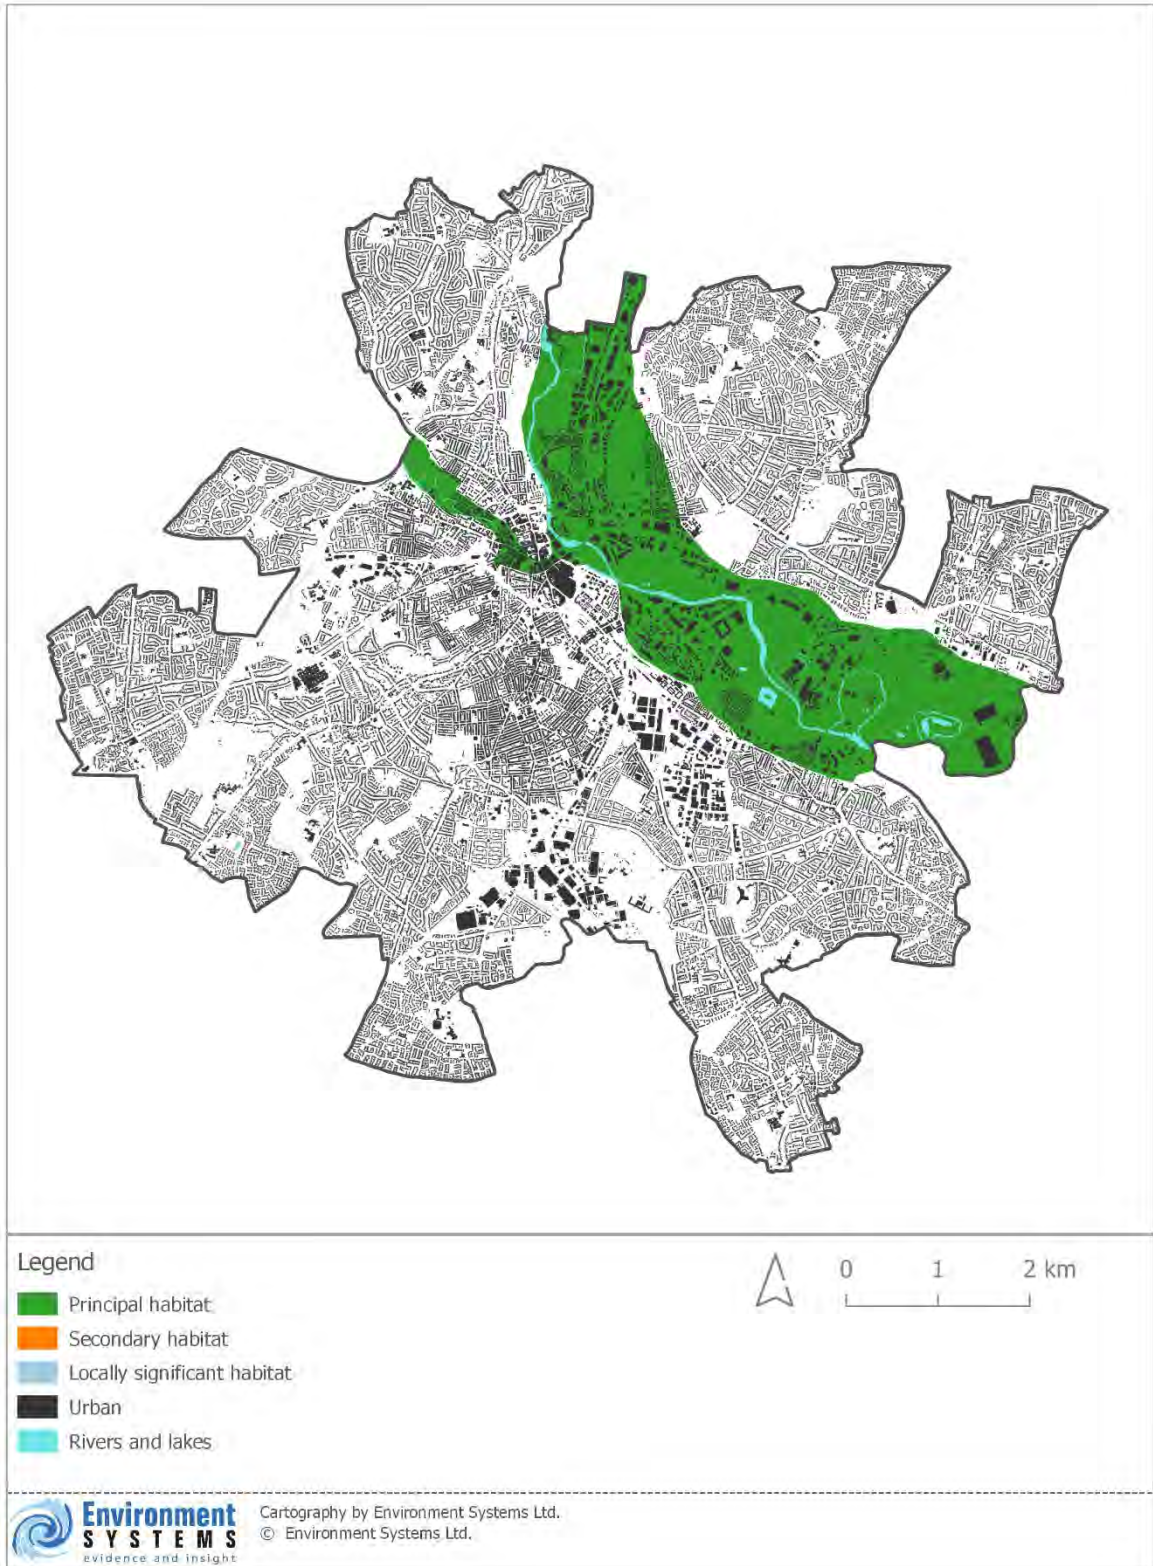 Legend
Principal habitat
Secondary habitat
Locally significant habitat
Urban
Rivers and lakes
0 1 2 km
Environment
SYSTEMS
evidence and insight
Cartography by Environment Systems Ltd.
© Environment Systems Ltd.